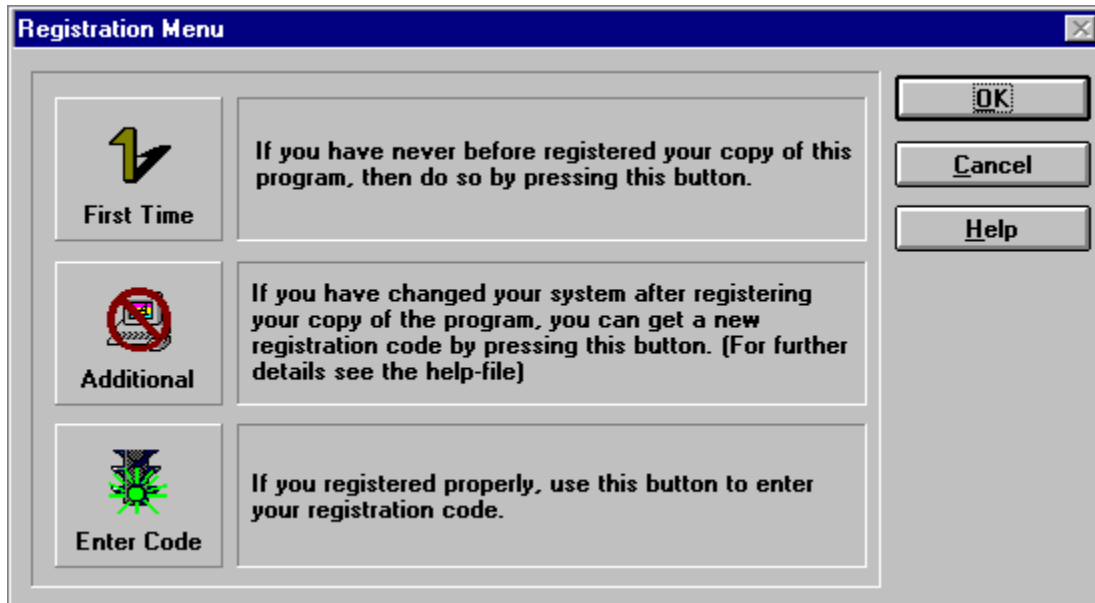 Registration Menu
OK
Cancel
Help
If you have never before registered your copy of this
program, then do so by pressing this button.
First Time
If you have changed your system after registering
your copy of the program, you can get a new
registration code by pressing this button. (For further
details see the help-file)
Additional
If you registered properly, use this button to enter
your registration code.
Enter Code